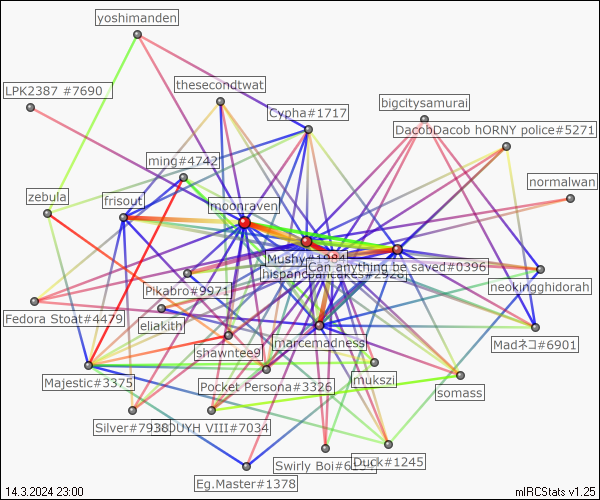 yoshimanden
LPK2387 #7690
thesecondtwat
bigcitysamurai
Cypha#1717
DacobDacob hORNY police#5271
ming#4742
normalwan
zebula
frisout
moonraven
Mushy#1984
Can anything be saved#0396
hispanopancakes#2926
Pikabro#9971
neokingghidorah
Fedora Stoat#4479
eliakith
marcemadness
Madネコ#6901
shawntee9
Majestic#3375
Pocket Persona#3326
mukszi
somass
Silver#7938
UYH VIII#7034
Swirly Boi#6
Duck#1245
Eg.Master#1378
14.3.2024 23:00
mIRCStats v1.25